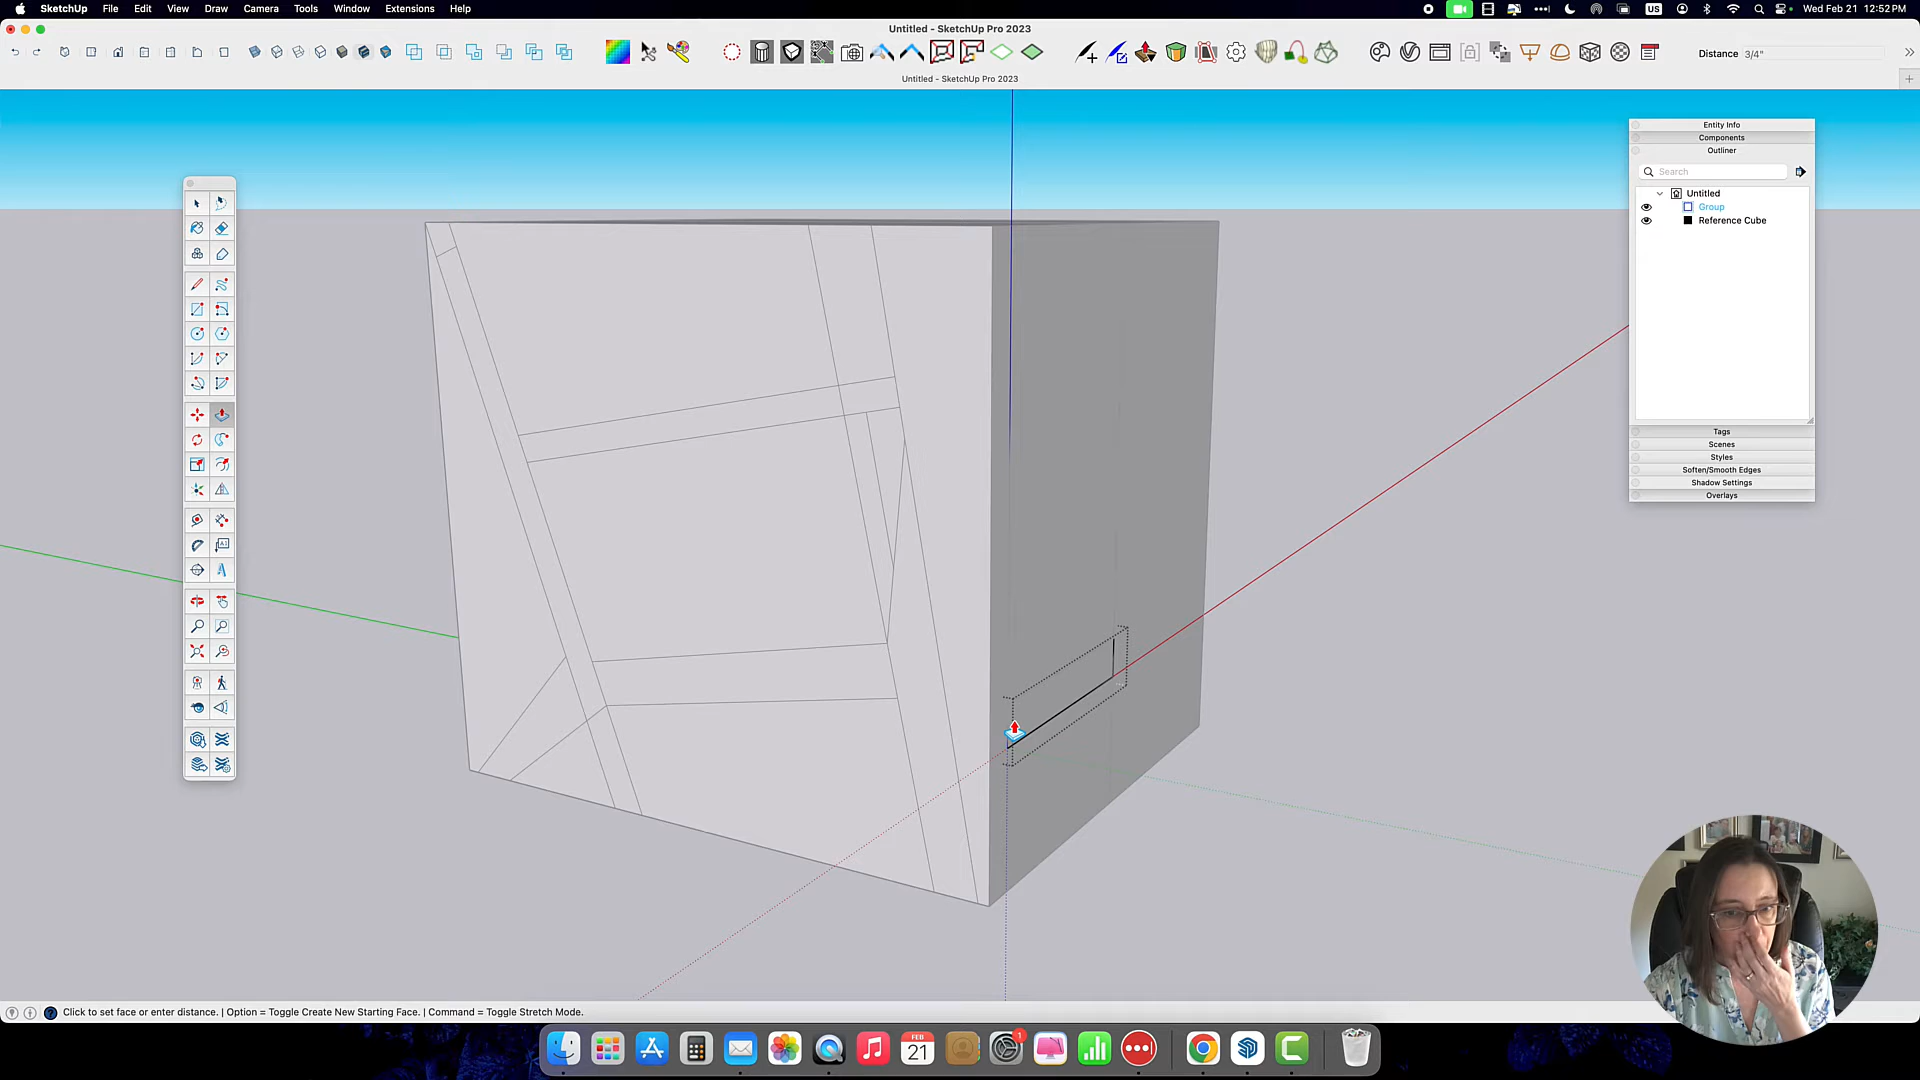 SketchUp File Edit View Draw Camera Tools Window Extensions Help
US Wed Feb 21 12:52 PM
Untitled - SketchUp Pro 2023
Distance 3/4"
Untitled - SketchUp Pro 2023
Entity Info
Components
Outliner
Search
Untitled
Group
Reference Cube
Tags
Scenes
Styles
Soften/Smooth Edges
Shadow Settings
Overlays
Click to set face or enter distance. | Option = Toggle Create New Starting Face. | Command = Toggle Stretch Mode.
FEB
21
1